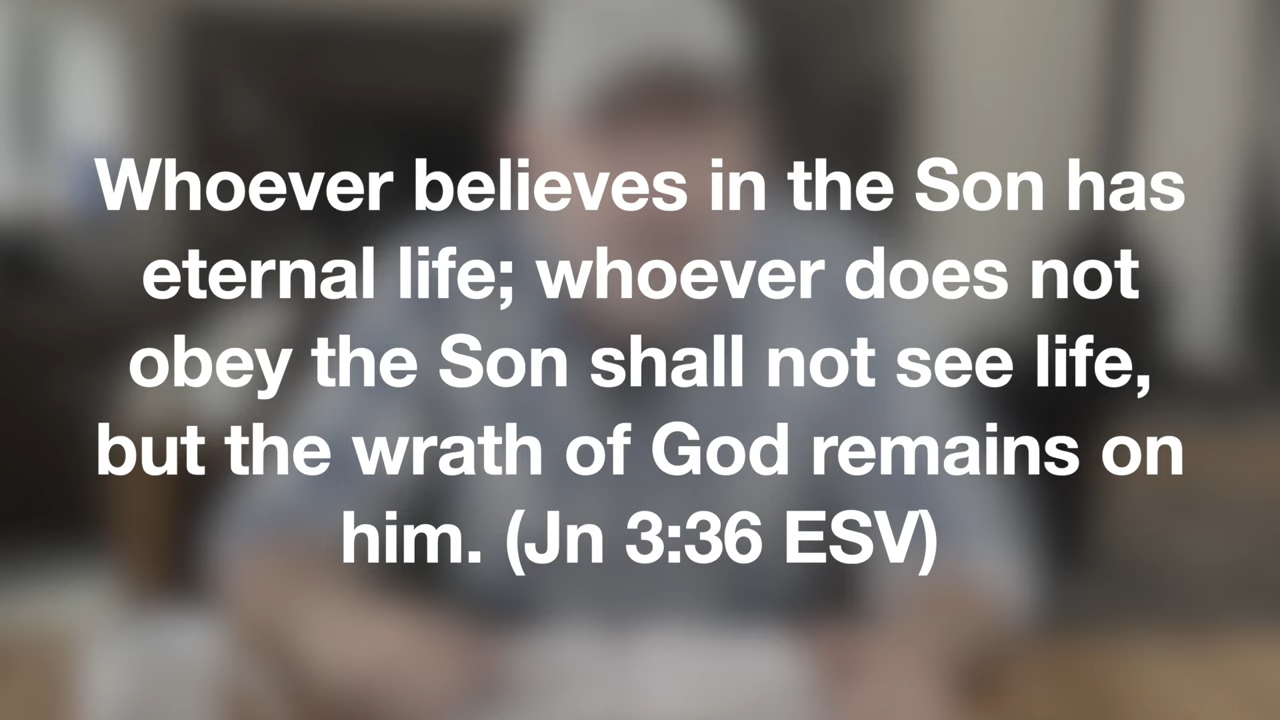 Whoever believes in the Son has
eternal life; whoever does not
obey the Son shall not see life,
but the wrath of God remains on
him. (Jn 3:36 ESV)